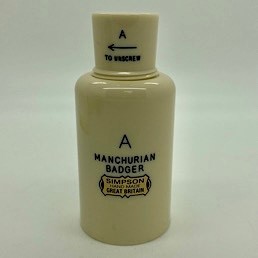 A
←
TO UNSCREW
A
MANCHURIAN
BADGER
SIMPSON
HAND MADE
GREAT BRITAIN